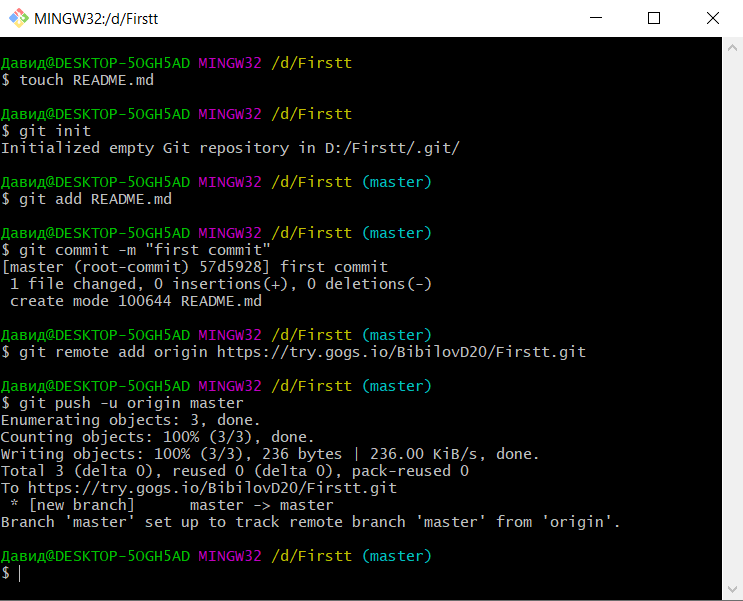 MINGW32:/d/Firstt
Давид@DESKTOP-5OGH5AD MINGW32 /d/Firstt
$ touch README.md
Давид@DESKTOP-5OGH5AD MINGW32 /d/Firstt
$ git init
Initialized empty Git repository in D:/Firstt/.git/
Давид@DESKTOP-5OGH5AD MINGW32 /d/Firstt (master)
$ git add README.md
Давид@DESKTOP-5OGH5AD MINGW32 /d/Firstt (master)
$ git commit -m "first commit"
[master (root-commit) 57d5928] first commit
 1 file changed, 0 insertions(+), 0 deletions(-)
 create mode 100644 README.md
Давид@DESKTOP-5OGH5AD MINGW32 /d/Firstt (master)
$ git remote add origin https://try.gogs.io/BibilovD20/Firstt.git
Давид@DESKTOP-5OGH5AD MINGW32 /d/Firstt (master)
$ git push -u origin master
Enumerating objects: 3, done.
Counting objects: 100% (3/3), done.
Writing objects: 100% (3/3), 236 bytes | 236.00 KiB/s, done.
Total 3 (delta 0), reused 0 (delta 0), pack-reused 0
To https://try.gogs.io/BibilovD20/Firstt.git
 * [new branch]      master -> master
Branch 'master' set up to track remote branch 'master' from 'origin'.
Давид@DESKTOP-5OGH5AD MINGW32 /d/Firstt (master)
$